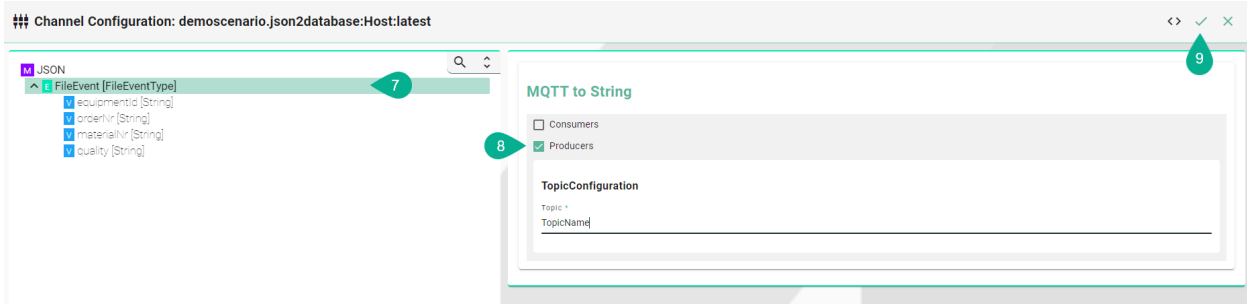 Channel Configuration: demoscenario.json2database:Host:latest
9
M JSON
E FileEvent [FileEventType]
7
V equipmentId [String]
V orderNr [String]
V materialNr [String]
V quality [String]
MQTT to String
Consumers
8
Producers
TopicConfiguration
Topic *
TopicName